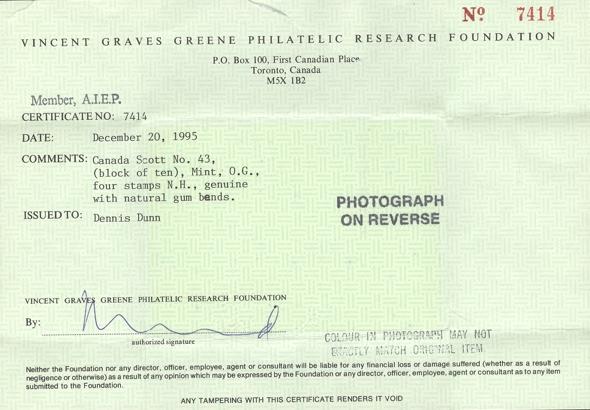 Nº 7414
VINCENT GRAVES GREENE PHILATELIC RESEARCH FOUNDATION
P.O. Box 100, First Canadian Place
Toronto, Canada
M5X 1B2
Member, A.I.E.P.
CERTIFICATE NO: 7414
DATE: December 20, 1995
COMMENTS: Canada Scott No. 43,
(block of ten), Mint, O.G.,
four stamps N.H., genuine
with natural gum bends.
PHOTOGRAPH
ON REVERSE
ISSUED TO: Dennis Dunn
VINCENT GRAVES GREENE PHILATELIC RESEARCH FOUNDATION
By:
authorized signature
COLOUR IN PHOTOGRAPH MAY NOT
EXACTLY MATCH ORIGINAL ITEM.
Neither the Foundation nor any director, officer, employee, agent or consultant will be liable for any financial loss or damage suffered (whether as a result of
negligence or otherwise) as a result of any opinion which may be expressed by the Foundation or any director, officer, employee, agent or consultant as to any item
submitted to the Foundation.
ANY TAMPERING WITH THIS CERTIFICATE RENDERS IT VOID